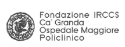 Fondazione IRCCS
Ca' Granda
Ospedale Maggiore
Policlinico